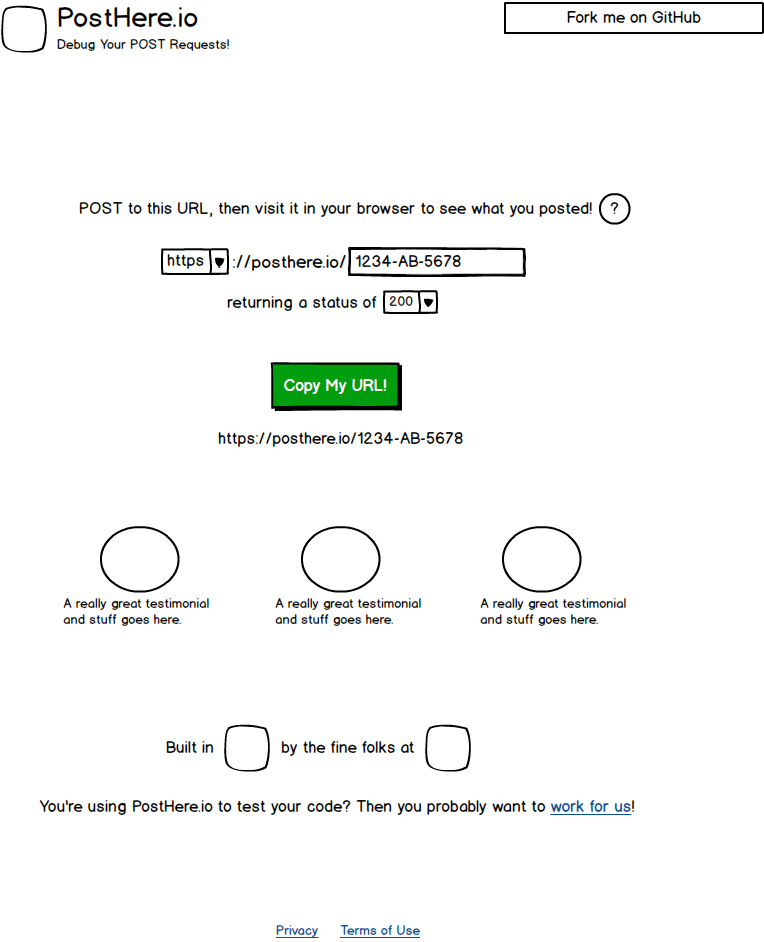 PostHere.io
Debug Your POST Requests!
Fork me on GitHub
POST to this URL, then visit it in your browser to see what you posted! ?
https ://posthere.io/ 1234-AB-5678
returning a status of 200
Copy My URL!
https://posthere.io/1234-AB-5678
A really great testimonial
and stuff goes here.
A really great testimonial
and stuff goes here.
A really great testimonial
and stuff goes here.
Built in by the fine folks at
You're using PostHere.io to test your code? Then you probably want to work for us!
Privacy Terms of Use